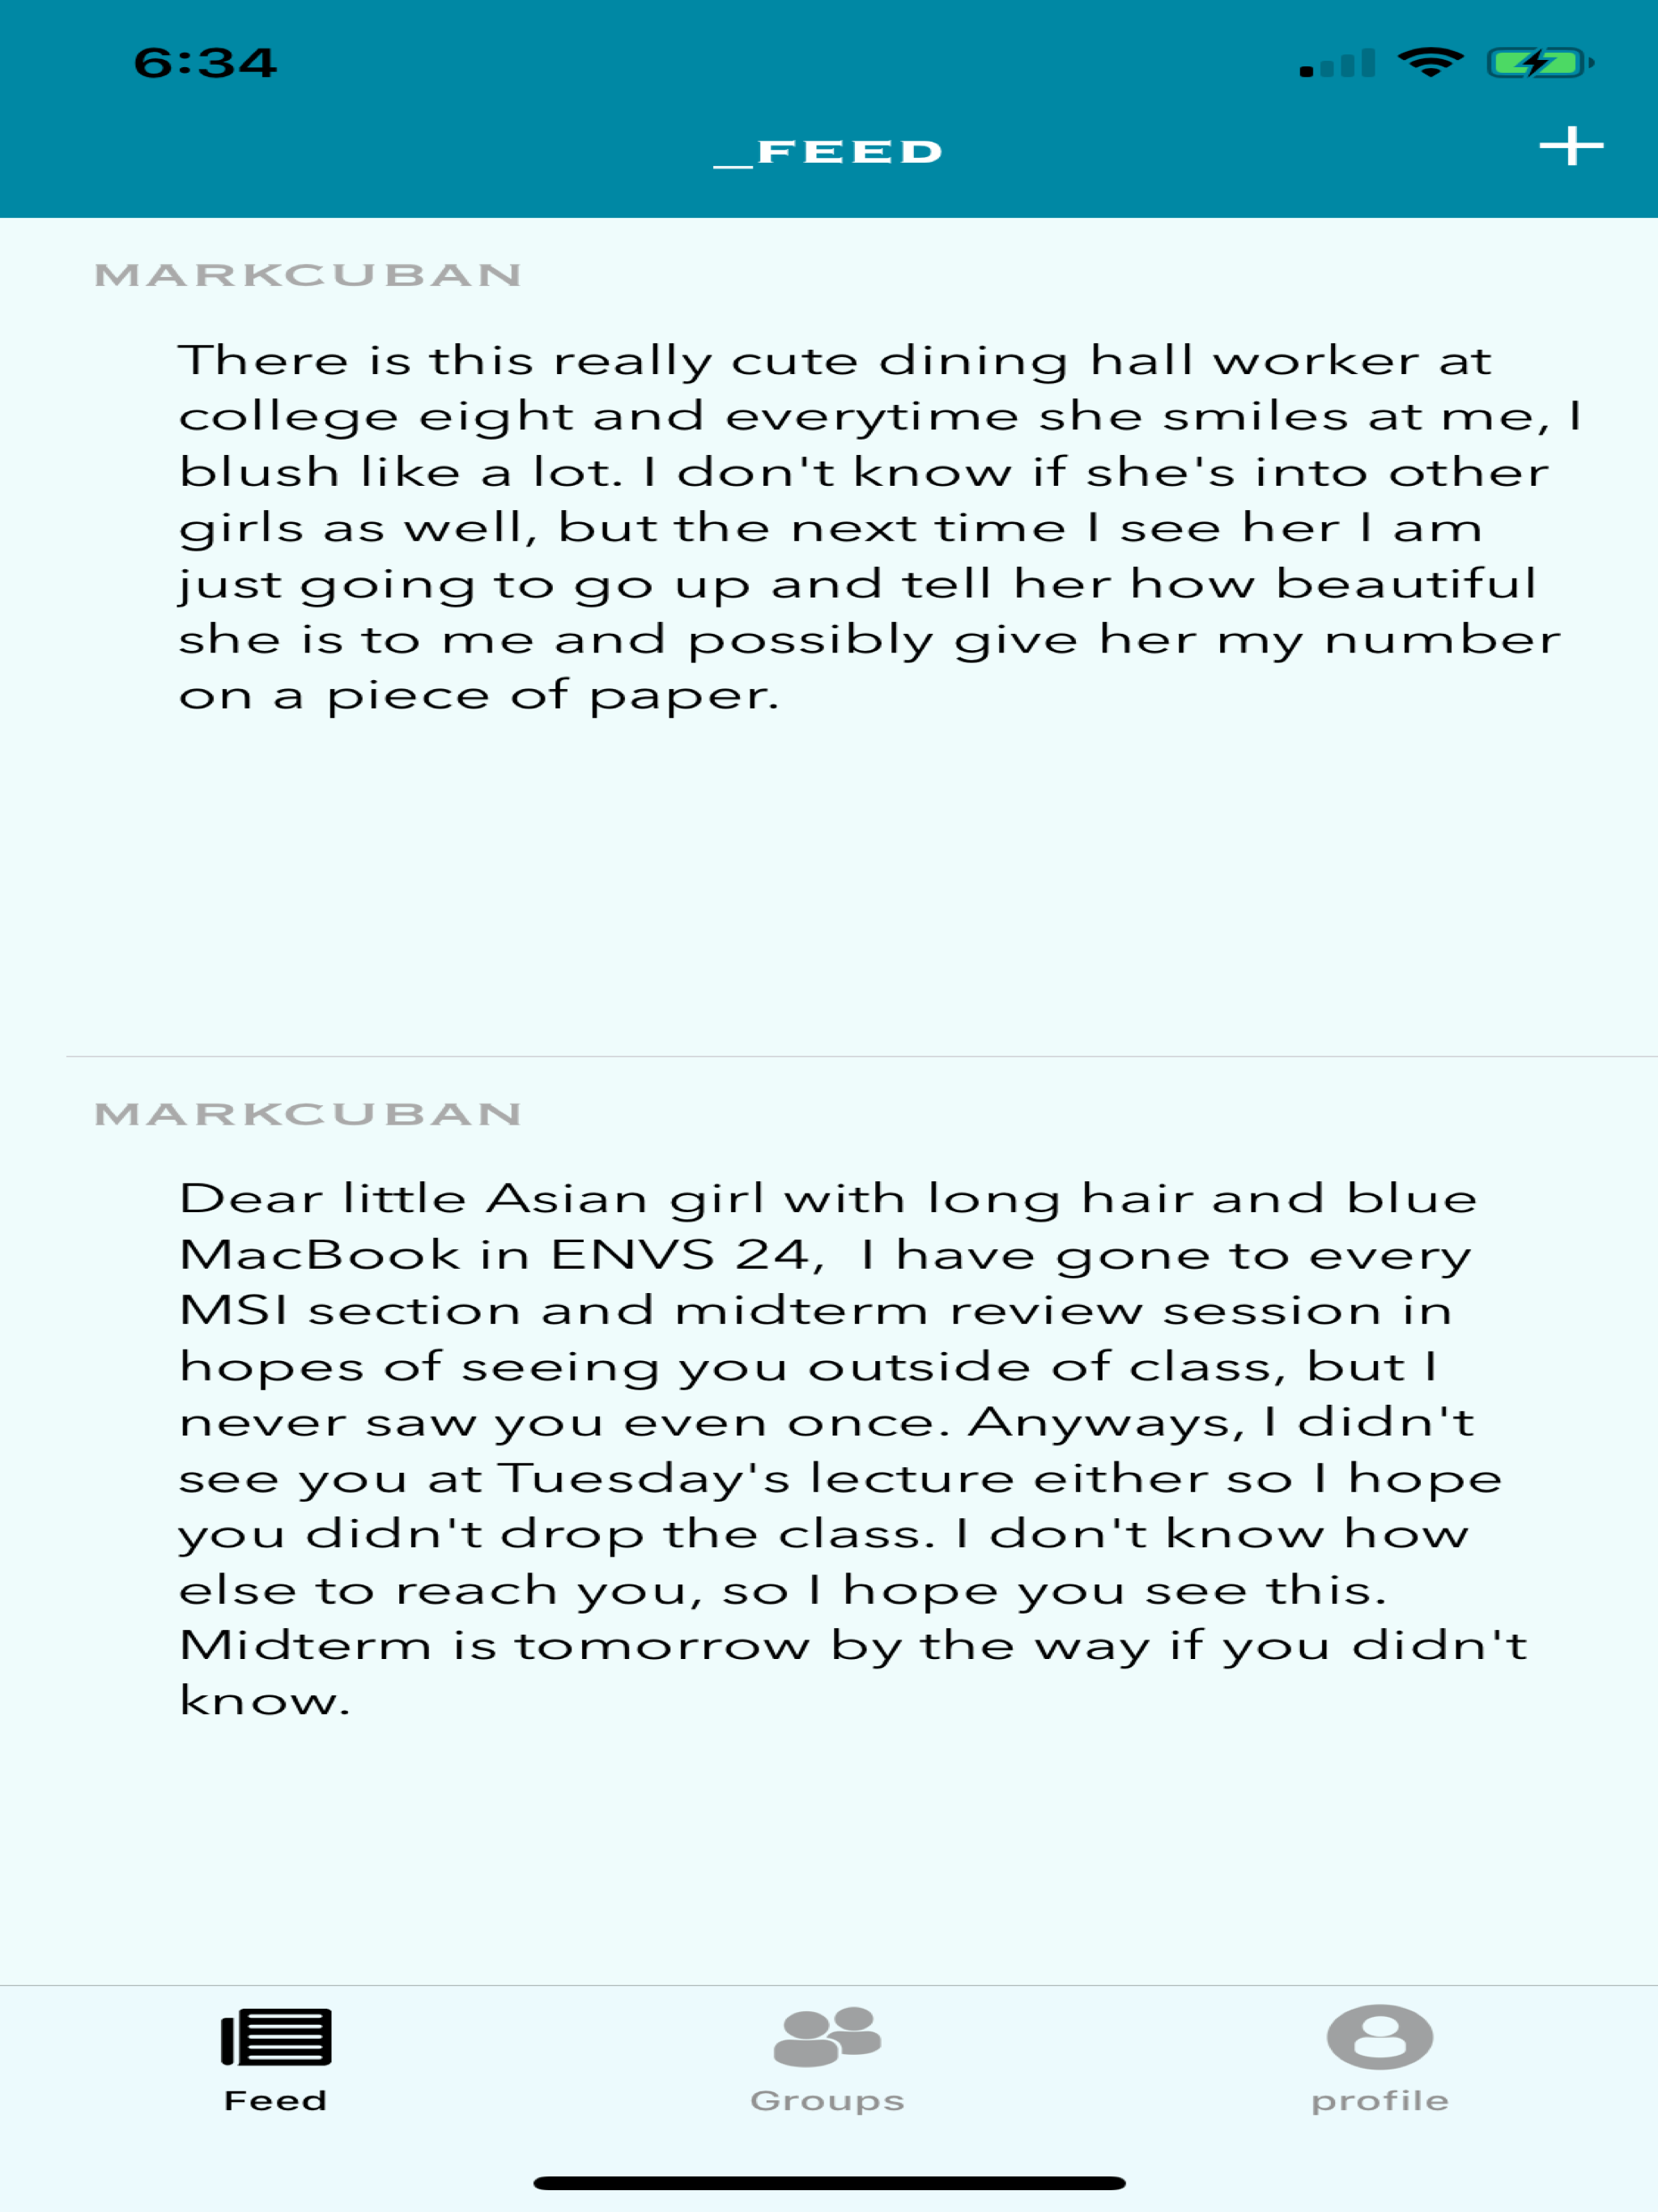 6:34
_FEED
MARKCUBAN
There is this really cute dining hall worker at
college eight and everytime she smiles at me, I
blush like a lot. I don't know if she's into other
girls as well, but the next time I see her I am
just going to go up and tell her how beautiful
she is to me and possibly give her my number
on a piece of paper.
MARKCUBAN
Dear little Asian girl with long hair and blue
MacBook in ENVS 24,  I have gone to every
MSI section and midterm review session in
hopes of seeing you outside of class, but I
never saw you even once. Anyways, I didn't
see you at Tuesday's lecture either so I hope
you didn't drop the class. I don't know how
else to reach you, so I hope you see this.
Midterm is tomorrow by the way if you didn't
know.
Feed Groups profile